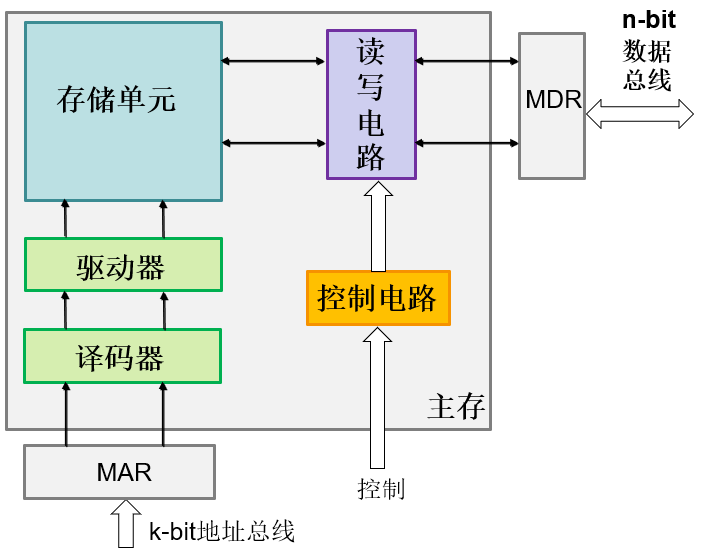 n-bit
数据
总线
存储单元
读
写
电
路
MDR
驱动器
控制电路
译码器
主存
MAR
控制
k-bit地址总线